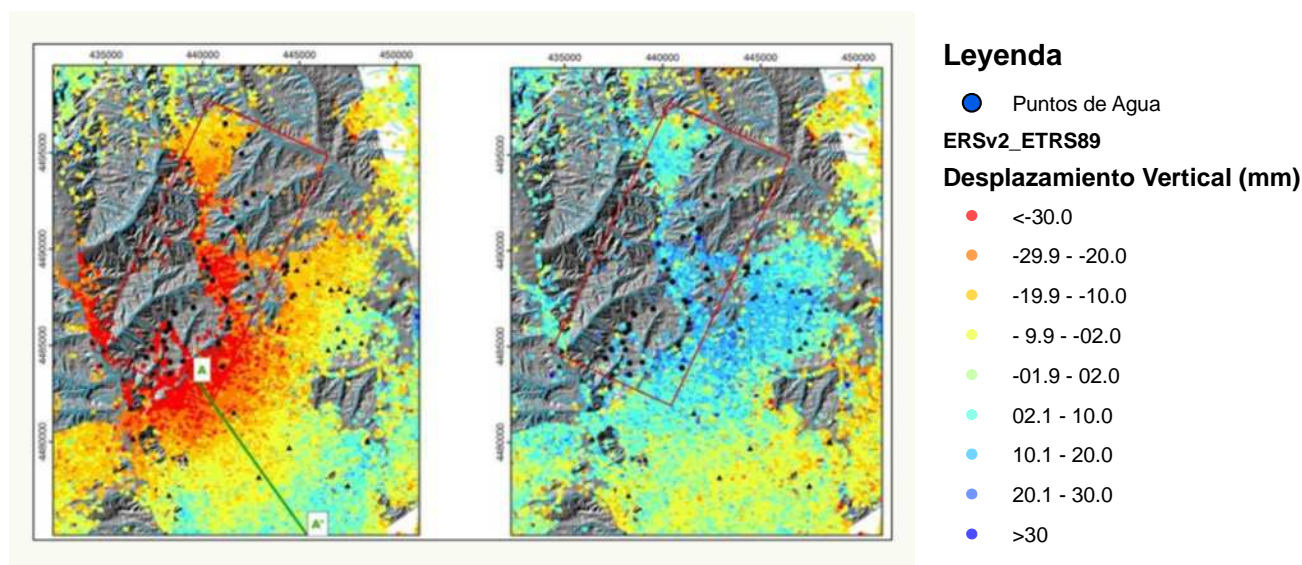 435000 440000 445000 450000
4495000
4490000
4485000
4480000
A
A'
435000 440000 445000 450000
4495000
4490000
4485000
4480000
Leyenda
Puntos de Agua
ERSv2_ETRS89
Desplazamiento Vertical (mm)
<-30.0
-29.9 - -20.0
-19.9 - -10.0
- 9.9 - -02.0
-01.9 - 02.0
02.1 - 10.0
10.1 - 20.0
20.1 - 30.0
>30